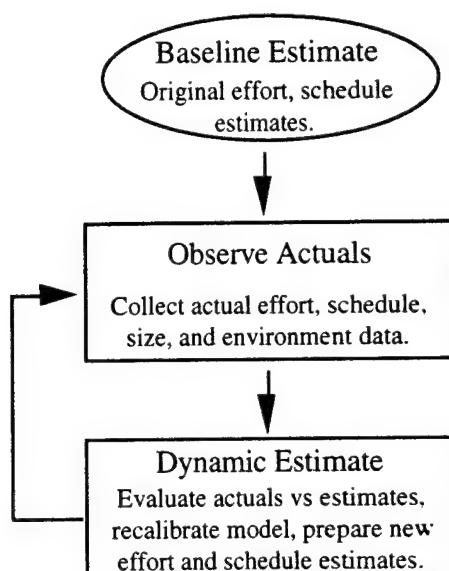 Baseline Estimate
Original effort, schedule
estimates.
Observe Actuals
Collect actual effort, schedule,
size, and environment data.
Dynamic Estimate
Evaluate actuals vs estimates,
recalibrate model, prepare new
effort and schedule estimates.